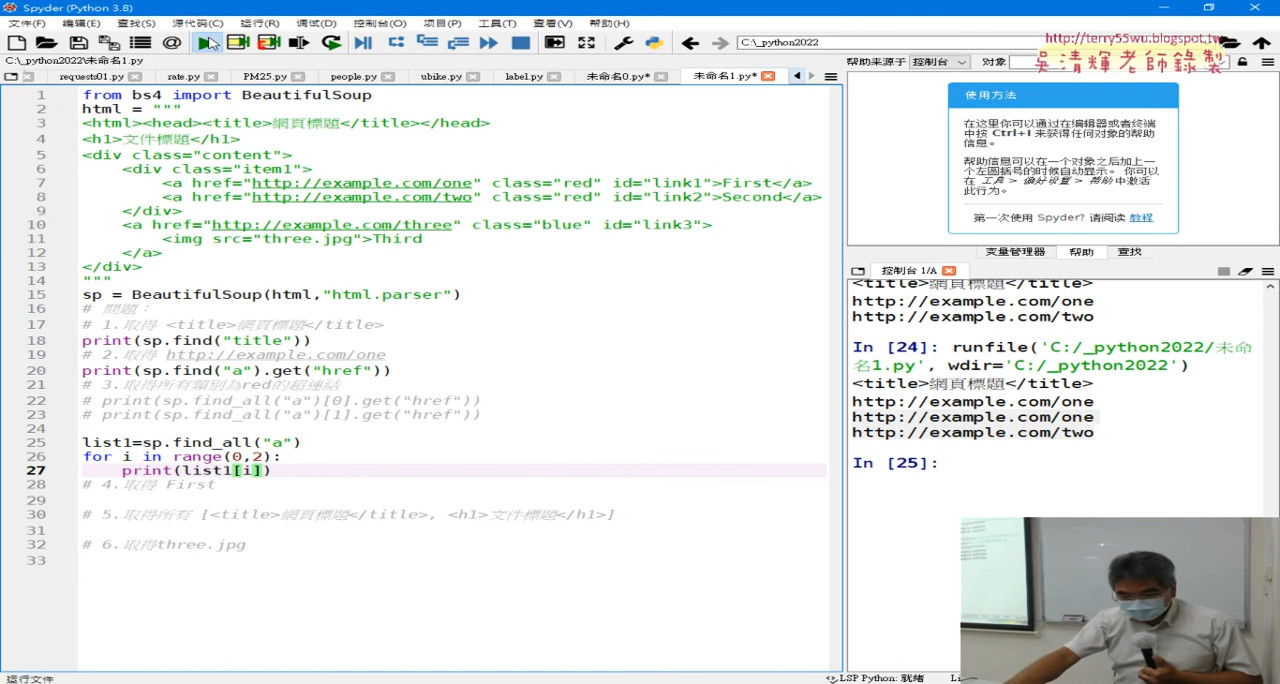 Spyder (Python 3.8)
文件(F) 编辑(E) 查找(S) 源代码(C) 运行(R) 调试(D) 控制台(O) 项目(P) 工具(T) 查看(V) 帮助(H)
C:\_python2022
http://terry55wu.blogspot.tw
吳清輝老師錄製
C:\_python2022\未命名1.py
requests01.py rate.py PM25.py people.py ubike.py label.py 未命名0.py* 未命名1.py*
帮助来源于 控制台 对象
1 from bs4 import BeautifulSoup
2 html = """
3 <html><head><title>網頁標題</title></head>
4 <h1>文件標題</h1>
5 <div class="content">
6 <div class="item1">
7 <a href="http://example.com/one" class="red" id="link1">First</a>
8 <a href="http://example.com/two" class="red" id="link2">Second</a>
9 </div>
10 <a href="http://example.com/three" class="blue" id="link3">
11 <img src="three.jpg">Third
12 </a>
13 </div>
14 """
15 sp = BeautifulSoup(html,"html.parser")
16 # 問題：
17 # 1.取得 <title>網頁標題</title>
18 print(sp.find("title"))
19 # 2.取得 http://example.com/one
20 print(sp.find("a").get("href"))
21 # 3.取得所有類別為red的超連結
22 # print(sp.find_all("a")[0].get("href"))
23 # print(sp.find_all("a")[1].get("href"))
24
25 list1=sp.find_all("a")
26 for i in range(0,2):
27 print(list1[i])
28 # 4.取得 First
29
30 # 5.取得所有 [<title>網頁標題</title>, <h1>文件標題</h1>]
31
32 # 6.取得three.jpg
33
使用方法
在这里你可以通过在编辑器或者终端
中按 Ctrl+I 来获得任何对象的帮助
信息。
帮助信息可以在一个对象之后加上一
个左圆括号的时候自动显示。 你可以
在 工具 > 偏好设置 > 帮助 中激活
此行为。
第一次使用 Spyder? 请阅读 教程
变量管理器 帮助 查找
控制台 1/A
<title>網頁標題</title>
http://example.com/one
http://example.com/two
In [24]: runfile('C:/_python2022/未命
名1.py', wdir='C:/_python2022')
<title>網頁標題</title>
http://example.com/one
http://example.com/one
http://example.com/two
In [25]:
运行文件
LSP Python: 就绪